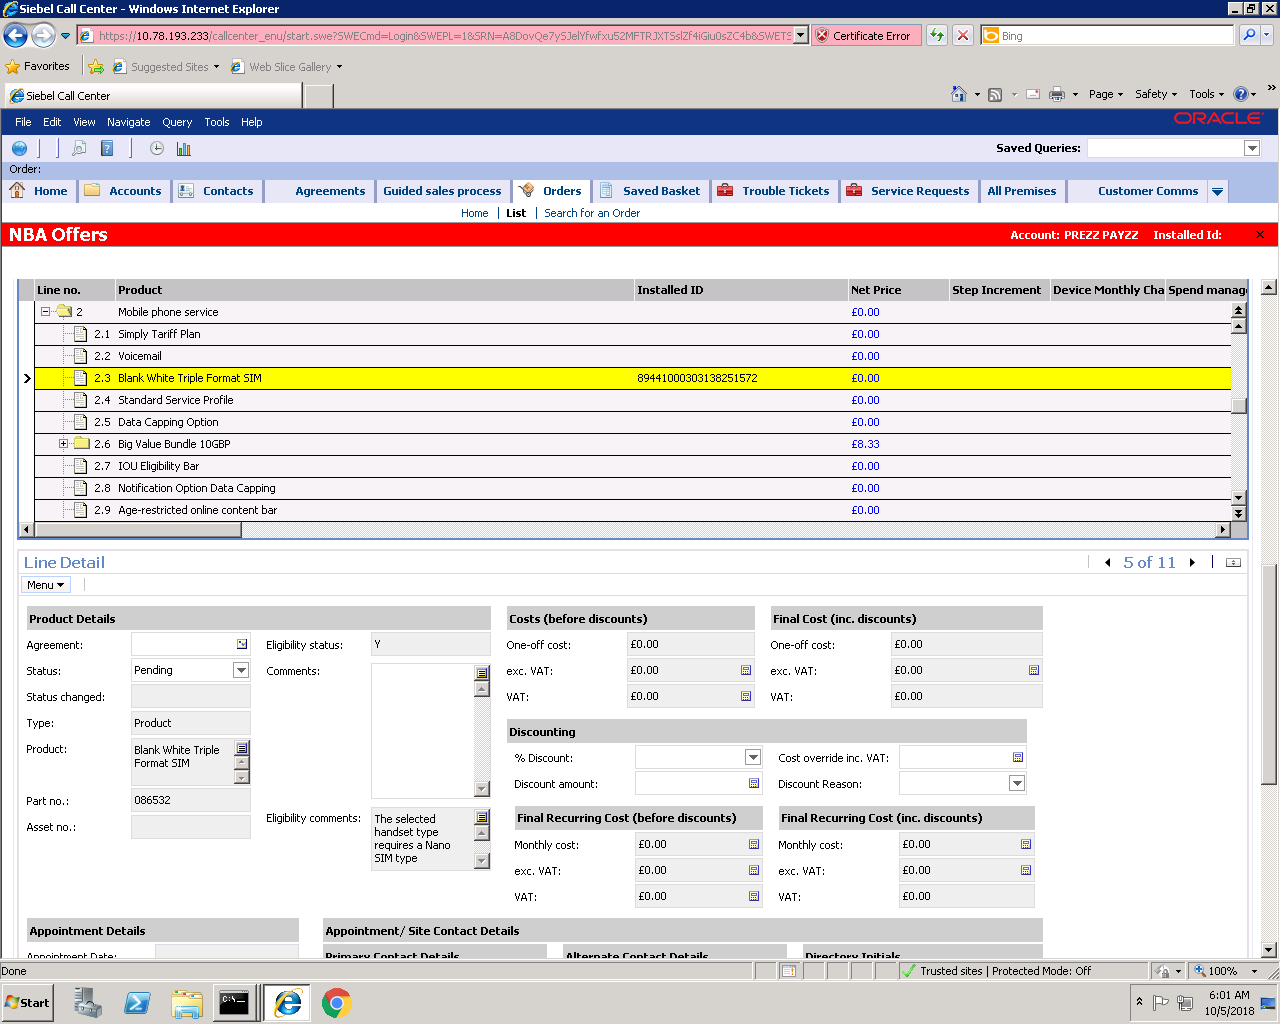 Siebel Call Center - Windows Internet Explorer
Certificate Error
Bing
Favorites
Suggested Sites
Web Slice Gallery
Siebel Call Center
Page
Safety
Tools
File Edit View Navigate Query Tools Help
ORACLE
Saved Queries:
Order:
Home Accounts Contacts Agreements Guided sales process Orders Saved Basket Trouble Tickets Service Requests All Premises Customer Comms
Home | List | Search for an Order
NBA Offers
Account: PREZZ PAYZZ Installed Id:
Line no. Product Installed ID Net Price Step Increment Device Monthly Cha Spend manag
2 Mobile phone service £0.00
2.1 Simply Tariff Plan £0.00
2.2 Voicemail £0.00
2.3 Blank White Triple Format SIM 89441000303138251572 £0.00
2.4 Standard Service Profile £0.00
2.5 Data Capping Option £0.00
2.6 Big Value Bundle 10GBP £8.33
2.7 IOU Eligibility Bar £0.00
2.8 Notification Option Data Capping £0.00
2.9 Age-restricted online content bar £0.00
Line Detail
5 of 11
Menu
Product Details
Agreement:
Status: Pending
Status changed:
Type: Product
Product: Blank White Triple
Format SIM
Part no.: 086532
Asset no.:
Eligibility status: Y
Comments:
Eligibility comments: The selected
handset type
requires a Nano
SIM type
Costs (before discounts)
One-off cost: £0.00
exc. VAT: £0.00
VAT: £0.00
Final Cost (inc. discounts)
One-off cost: £0.00
exc. VAT: £0.00
VAT: £0.00
Discounting
% Discount:
Discount amount:
Cost override inc. VAT:
Discount Reason:
Final Recurring Cost (before discounts)
Monthly cost: £0.00
exc. VAT: £0.00
VAT: £0.00
Final Recurring Cost (inc. discounts)
Monthly cost: £0.00
exc. VAT: £0.00
VAT: £0.00
Appointment Details
Appointment Date:
Appointment/ Site Contact Details
Primary Contact Details
Alternate Contact Details
Directory Initials
Done
Trusted sites | Protected Mode: Off
100%
Start
6:01 AM
10/5/2018